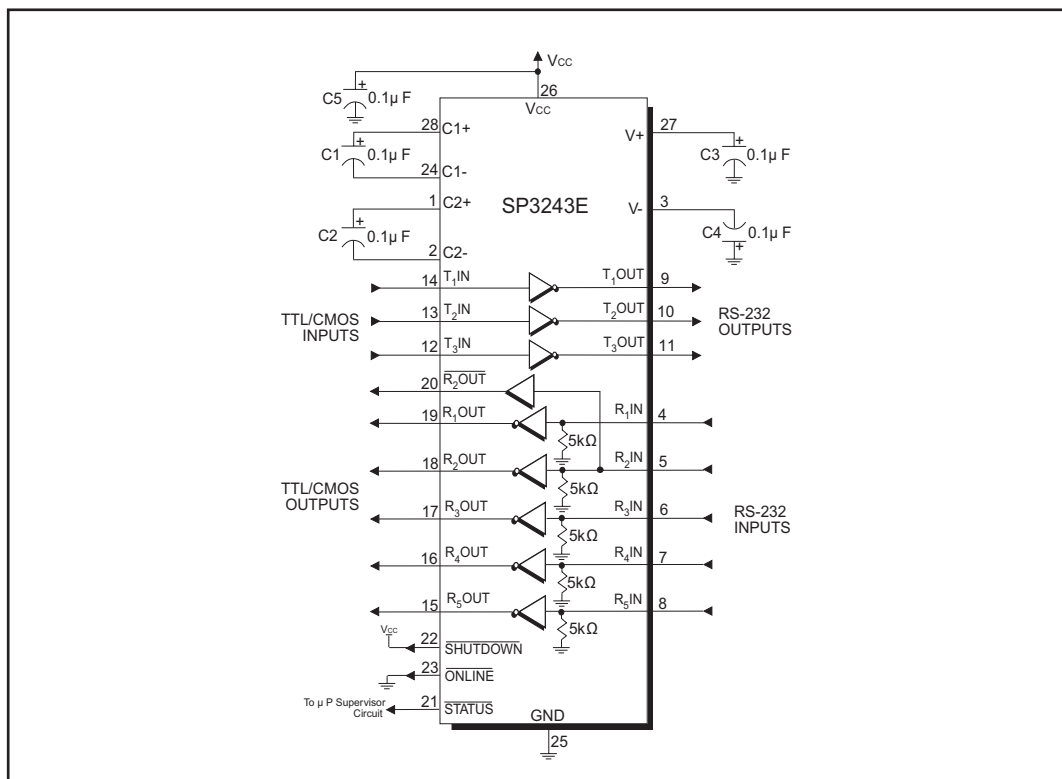 Vcc
26
Vcc
C5 + 0.1µ F
28 C1+
C1 + 0.1µ F
24 C1-
1 C2+
C2 + 0.1µ F
2 C2-
SP3243E
V+ 27
C3 + 0.1µ F
V- 3
C4 0.1µ F
+
14 T1IN T1OUT 9
TTL/CMOS INPUTS
13 T2IN T2OUT 10
RS-232 OUTPUTS
12 T3IN T3OUT 11
20 R2OUT
19 R1OUT R1IN 4
5kΩ
18 R2OUT R2IN 5
5kΩ
TTL/CMOS OUTPUTS
17 R3OUT R3IN 6
5kΩ
RS-232 INPUTS
16 R4OUT R4IN 7
5kΩ
15 R5OUT R5IN 8
5kΩ
Vcc
22 SHUTDOWN
23 ONLINE
To µ P Supervisor Circuit
21 STATUS
GND
25